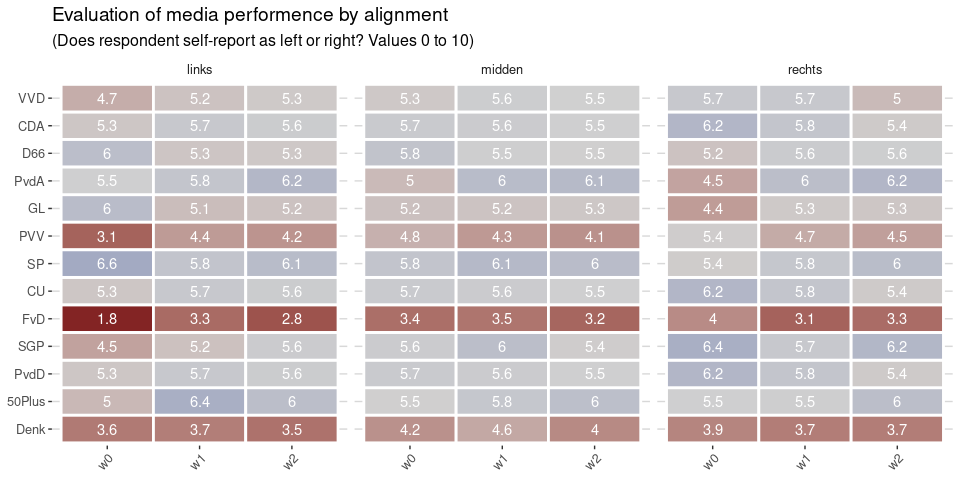 Evaluation of media performence by alignment
(Does respondent self-report as left or right? Values 0 to 10)
links midden rechts
VVD 4.7 5.2 5.3 5.3 5.6 5.5 5.7 5.7 5
CDA 5.3 5.7 5.6 5.7 5.6 5.5 6.2 5.8 5.4
D66 6 5.3 5.3 5.8 5.5 5.5 5.2 5.6 5.6
PvdA 5.5 5.8 6.2 5 6 6.1 4.5 6 6.2
GL 6 5.1 5.2 5.2 5.2 5.3 4.4 5.3 5.3
PVV 3.1 4.4 4.2 4.8 4.3 4.1 5.4 4.7 4.5
SP 6.6 5.8 6.1 5.8 6.1 6 5.4 5.8 6
CU 5.3 5.7 5.6 5.7 5.6 5.5 6.2 5.8 5.4
FvD 1.8 3.3 2.8 3.4 3.5 3.2 4 3.1 3.3
SGP 4.5 5.2 5.6 5.6 6 5.4 6.4 5.7 6.2
PvdD 5.3 5.7 5.6 5.7 5.6 5.5 6.2 5.8 5.4
50Plus 5 6.4 6 5.5 5.8 6 5.5 5.5 6
Denk 3.6 3.7 3.5 4.2 4.6 4 3.9 3.7 3.7
w0 w1 w2 w0 w1 w2 w0 w1 w2